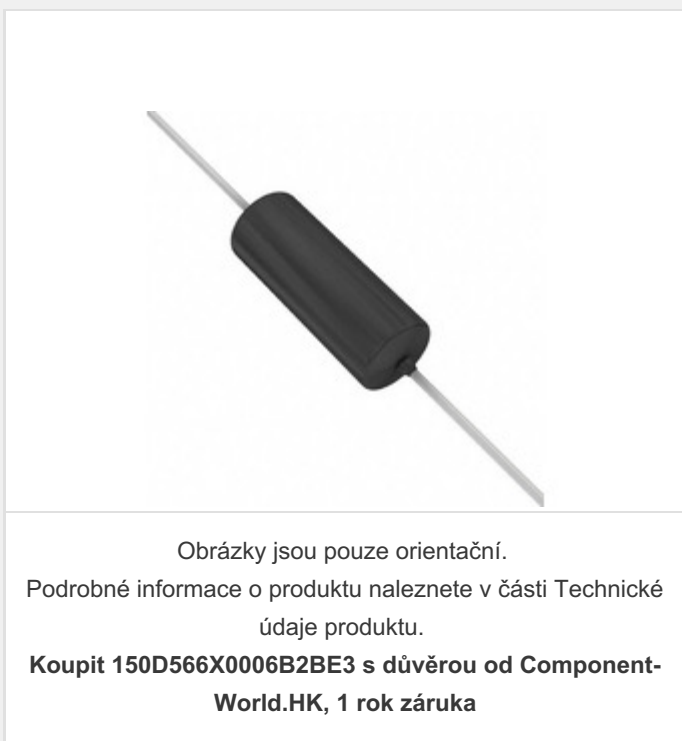 Obrázky jsou pouze orientační.
Podrobné informace o produktu naleznete v části Technické
údaje produktu.
Koupit 150D566X0006B2BE3 s důvěrou od Component-
World.HK, 1 rok záruka